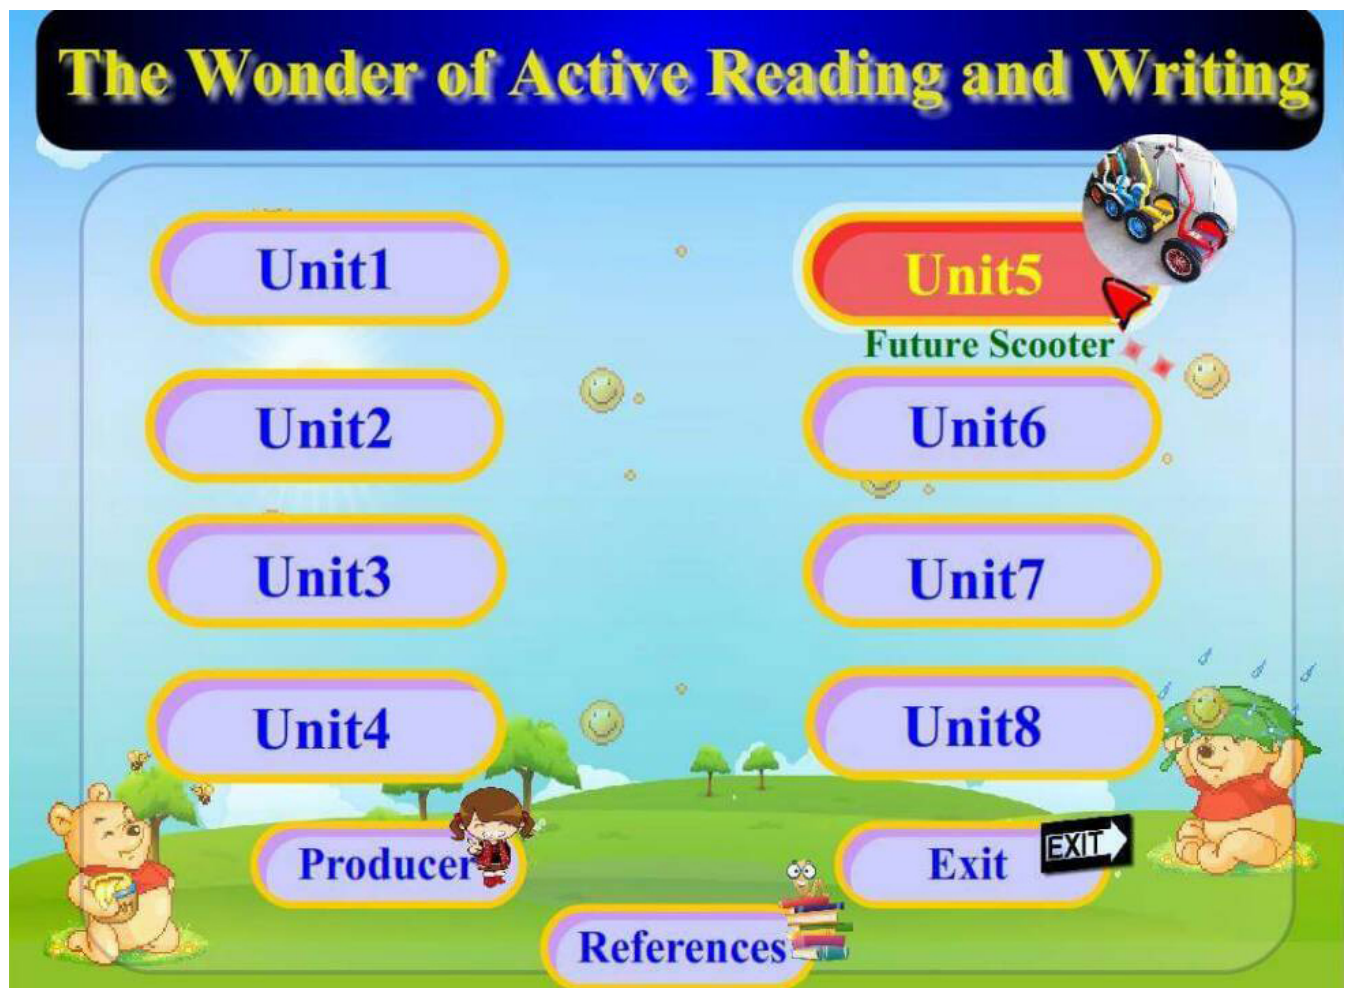 The Wonder of Active Reading and Writing
Unit1
Unit5
Future Scooter
Unit2
Unit6
Unit3
Unit7
Unit4
Unit8
Producer
Exit
EXIT
References